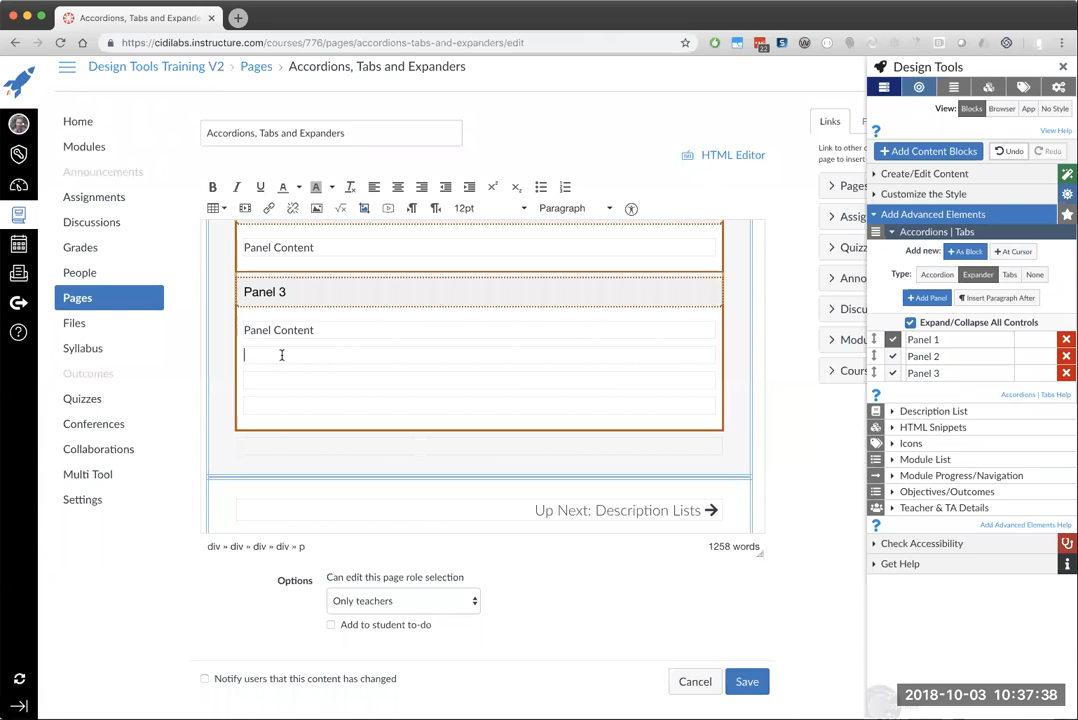 Accordions, Tabs and Expande
https://cidilabs.instructure.com/courses/776/pages/accordions-tabs-and-expanders/edit
22
Design Tools
Design Tools Training V2 > Pages > Accordions, Tabs and Expanders
View: Blocks Browser App No Style
View Help
Home
Modules
Announcements
Assignments
Discussions
Grades
People
Pages
Files
Syllabus
Outcomes
Quizzes
Conferences
Collaborations
Multi Tool
Settings
Accordions, Tabs and Expanders
HTML Editor
12pt
Paragraph
Panel Content
Panel 3
Panel Content
Up Next: Description Lists
div » div » div » div » p
1258 words
Options
Can edit this page role selection
Only teachers
Add to student to-do
Notify users that this content has changed
Cancel
Save
Links
Link to other
page to insert
Pages
Assig
Quizz
Anno
Discu
Modu
Cours
+ Add Content Blocks
Undo
Redo
Create/Edit Content
Customize the Style
Add Advanced Elements
Accordions | Tabs
Add new: + As Block + At Cursor
Type: Accordion Expander Tabs None
+ Add Panel
Insert Paragraph After
Expand/Collapse All Controls
Panel 1
Panel 2
Panel 3
Accordions | Tabs Help
Description List
HTML Snippets
Icons
Module List
Module Progress/Navigation
Objectives/Outcomes
Teacher & TA Details
Add Advanced Elements Help
Check Accessibility
Get Help
2018-10-03 10:37:38